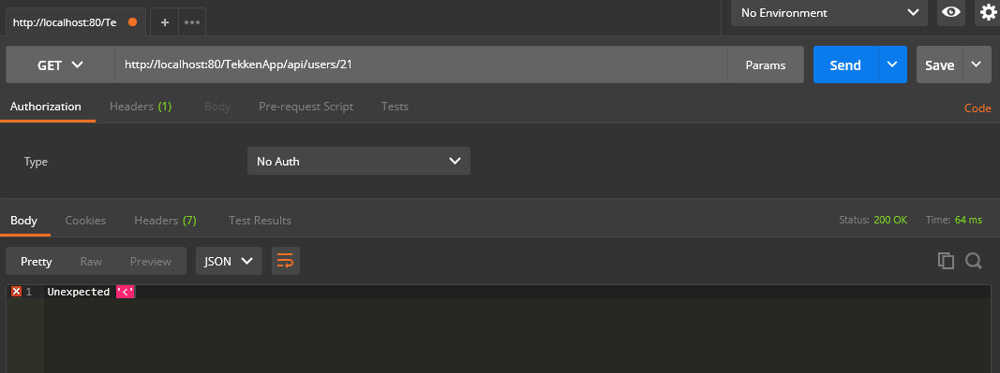 http://localhost:80/Te + ••• No Environment
GET http://localhost:80/TekkenApp/api/users/21 Params Send Save
Authorization Headers (1) Body Pre-request Script Tests Code
Type No Auth
Body Cookies Headers (7) Test Results Status: 200 OK Time: 64 ms
Pretty Raw Preview JSON
1 Unexpected '<'